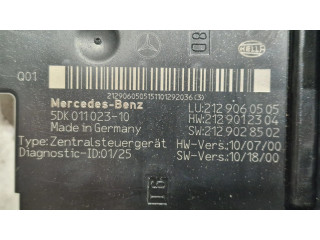 80
HELLA
Q01
2129060505151101292036(3)
Mercedes-Benz
LU:212 906 05 05
5DK 011 023-10
HW:212 901 23 04
Made in Germany
SW:212 902 85 02
Type:Zentralsteuergerät
HW-Vers.:10/07/00
Diagnostic-ID:01/25
SW-Vers.:10/18/00